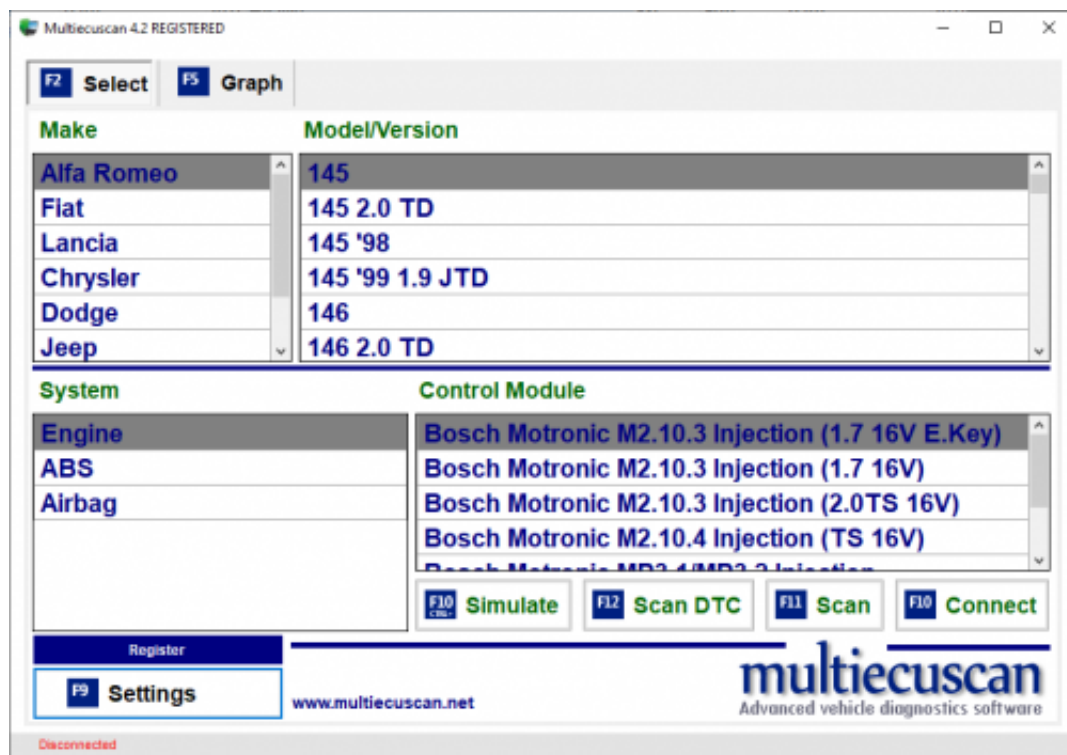 Multiecuscan 4.2 REGISTERED
F2 Select F5 Graph
Make Model/Version
Alfa Romeo 145
Fiat 145 2.0 TD
Lancia 145 '98
Chrysler 145 '99 1.9 JTD
Dodge 146
Jeep 146 2.0 TD
System Control Module
Engine Bosch Motronic M2.10.3 Injection (1.7 16V E.Key)
ABS Bosch Motronic M2.10.3 Injection (1.7 16V)
Airbag Bosch Motronic M2.10.3 Injection (2.0TS 16V)
Bosch Motronic M2.10.4 Injection (TS 16V)
Bosch Motronic Injection
F10 Simulate F12 Scan DTC F11 Scan F10 Connect
Register
F9 Settings www.multiecuscan.net multiecuscan
Advanced vehicle diagnostics software
Disconnected